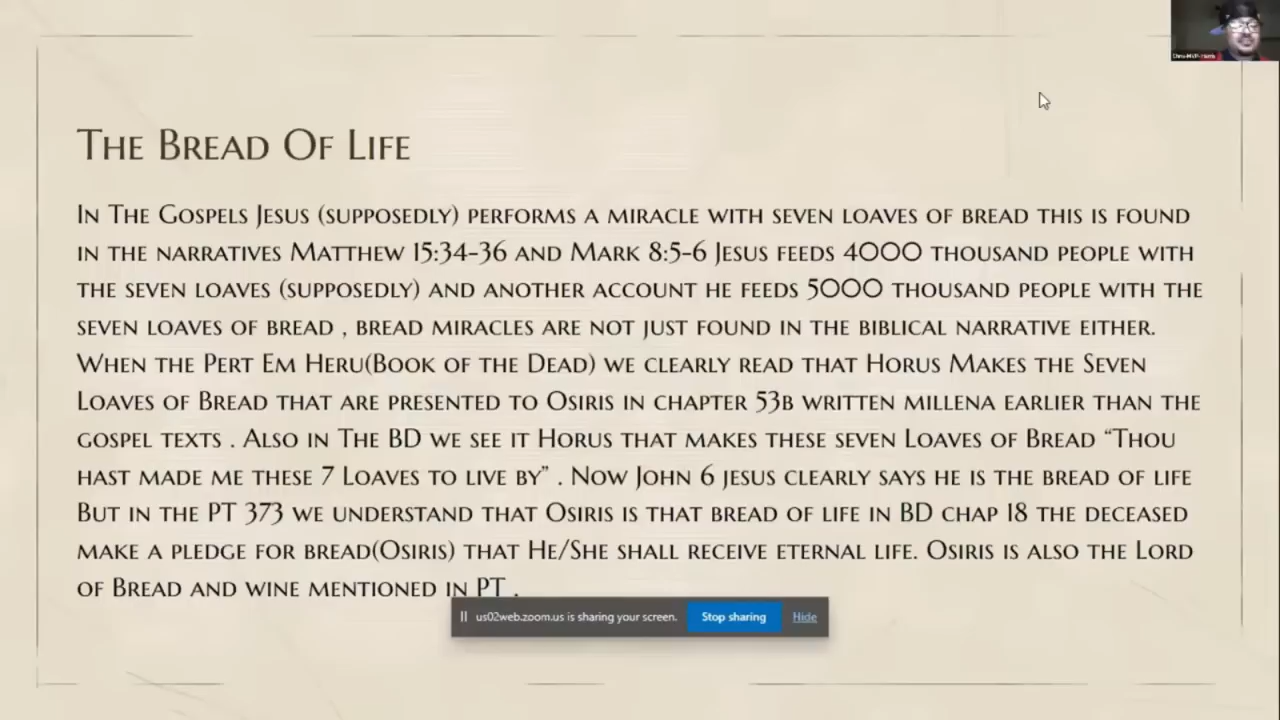 The Bread Of Life
In The Gospels Jesus (supposedly) performs a miracle with seven loaves of bread this is found
in the narratives Matthew 15:34-36 and Mark 8:5-6 Jesus feeds 4000 thousand people with
the seven loaves (supposedly) and another account he feeds 5000 thousand people with the
seven loaves of bread , bread miracles are not just found in the biblical narrative either.
When the Pert Em Heru(Book of the Dead) we clearly read that Horus Makes the Seven
Loaves of Bread that are presented to Osiris in chapter 53b written millena earlier than the
gospel texts . Also in The BD we see it Horus that makes these seven Loaves of Bread “Thou
hast made me these 7 Loaves to live by” . Now John 6 jesus clearly says he is the bread of life
But in the PT 373 we understand that Osiris is that bread of life in BD chap 18 the deceased
make a pledge for bread(Osiris) that He/She shall receive eternal life. Osiris is also the Lord
of Bread and wine mentioned in PT .
us02web.zoom.us is sharing your screen. Stop sharing Hide